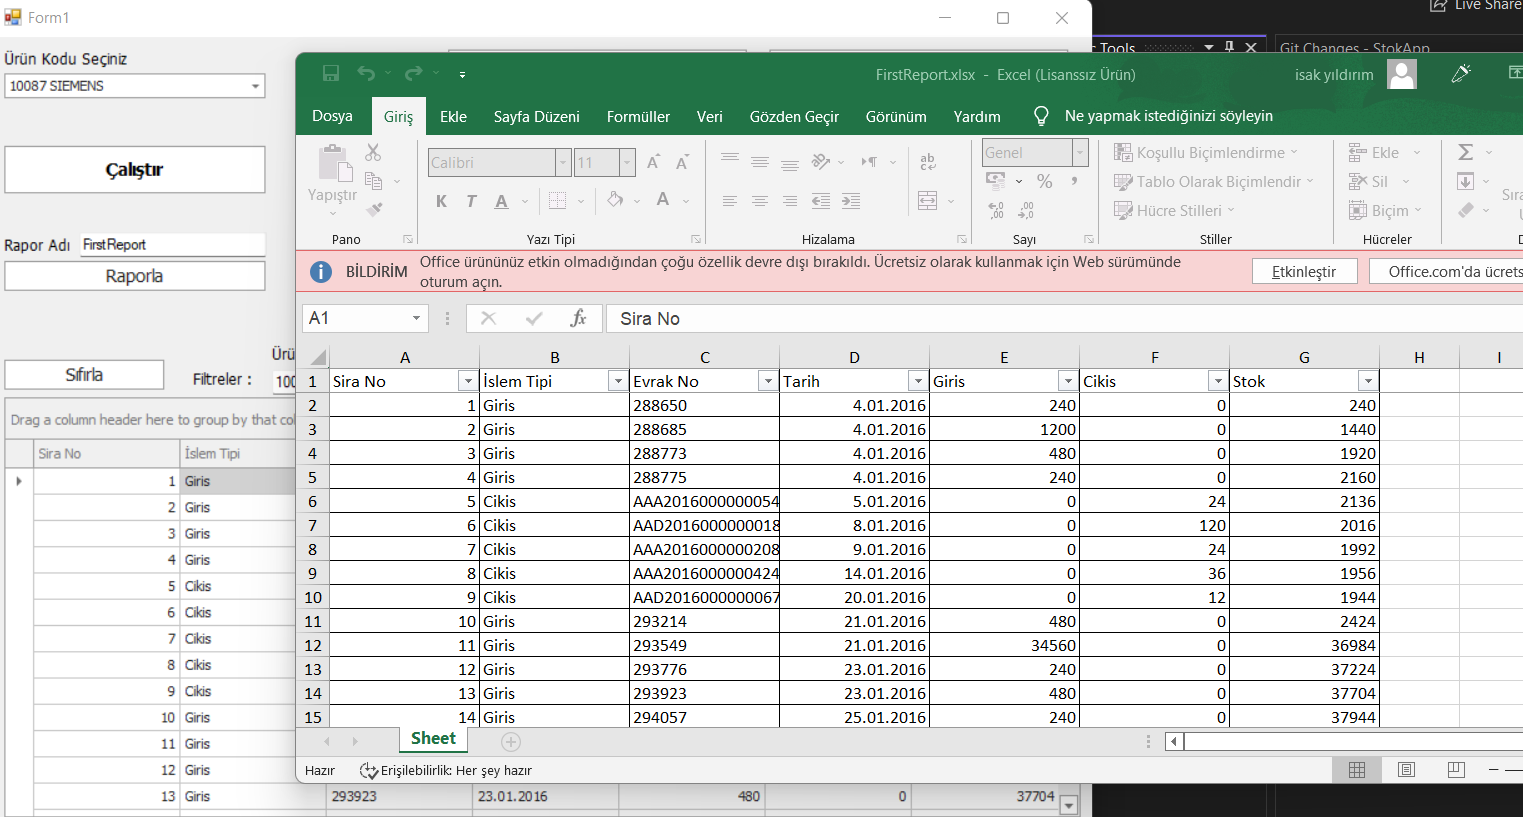 Form1
Live Share
c Tools
Git Changes - StokApp
Ürün Kodu Seçiniz
10087 SIEMENS
Çalıştır
Rapor Adı FirstReport
Raporla
Sıfırla
Filtreler :
Drag a column header here to group by that
Sira No İslem Tipi
1 Giris
2 Giris
3 Giris
4 Giris
5 Cikis
6 Cikis
7 Cikis
8 Cikis
9 Cikis
10 Giris
11 Giris
12 Giris
13 Giris 293923 23.01.2016 480 0 37704
FirstReport.xlsx - Excel (Lisanssız Ürün)
isak yıldırım
Dosya Giriş Ekle Sayfa Düzeni Formüller Veri Gözden Geçir Görünüm Yardım Ne yapmak istediğinizi söyleyin
Yapıştır
Calibri 11
K T A A
ab
Genel
%
Koşullu Biçimlendirme
Tablo Olarak Biçimlendir
Hücre Stilleri
Ekle
Sil
Biçim
Pano Yazı Tipi Hizalama Sayı Stiller Hücreler
BİLDİRİM Office ürününüz etkin olmadığından çoğu özellik devre dışı bırakıldı. Ücretsiz olarak kullanmak için Web sürümünde
oturum açın.
Etkinleştir
Office.com'da ücrets
A1 fx Sira No
A B C D E F G H I
1 Sira No İslem Tipi Evrak No Tarih Giris Cikis Stok
2 1 Giris 288650 4.01.2016 240 0 240
3 2 Giris 288685 4.01.2016 1200 0 1440
4 3 Giris 288773 4.01.2016 480 0 1920
5 4 Giris 288775 4.01.2016 240 0 2160
6 5 Cikis AAA2016000000054 5.01.2016 0 24 2136
7 6 Cikis AAD2016000000018 8.01.2016 0 120 2016
8 7 Cikis AAA2016000000208 9.01.2016 0 24 1992
9 8 Cikis AAA2016000000424 14.01.2016 0 36 1956
10 9 Cikis AAD2016000000067 20.01.2016 0 12 1944
11 10 Giris 293214 21.01.2016 480 0 2424
12 11 Giris 293549 21.01.2016 34560 0 36984
13 12 Giris 293776 23.01.2016 240 0 37224
14 13 Giris 293923 23.01.2016 480 0 37704
15 14 Giris 294057 25.01.2016 240 0 37944
Sheet
Hazır Erişilebilirlik: Her şey hazır